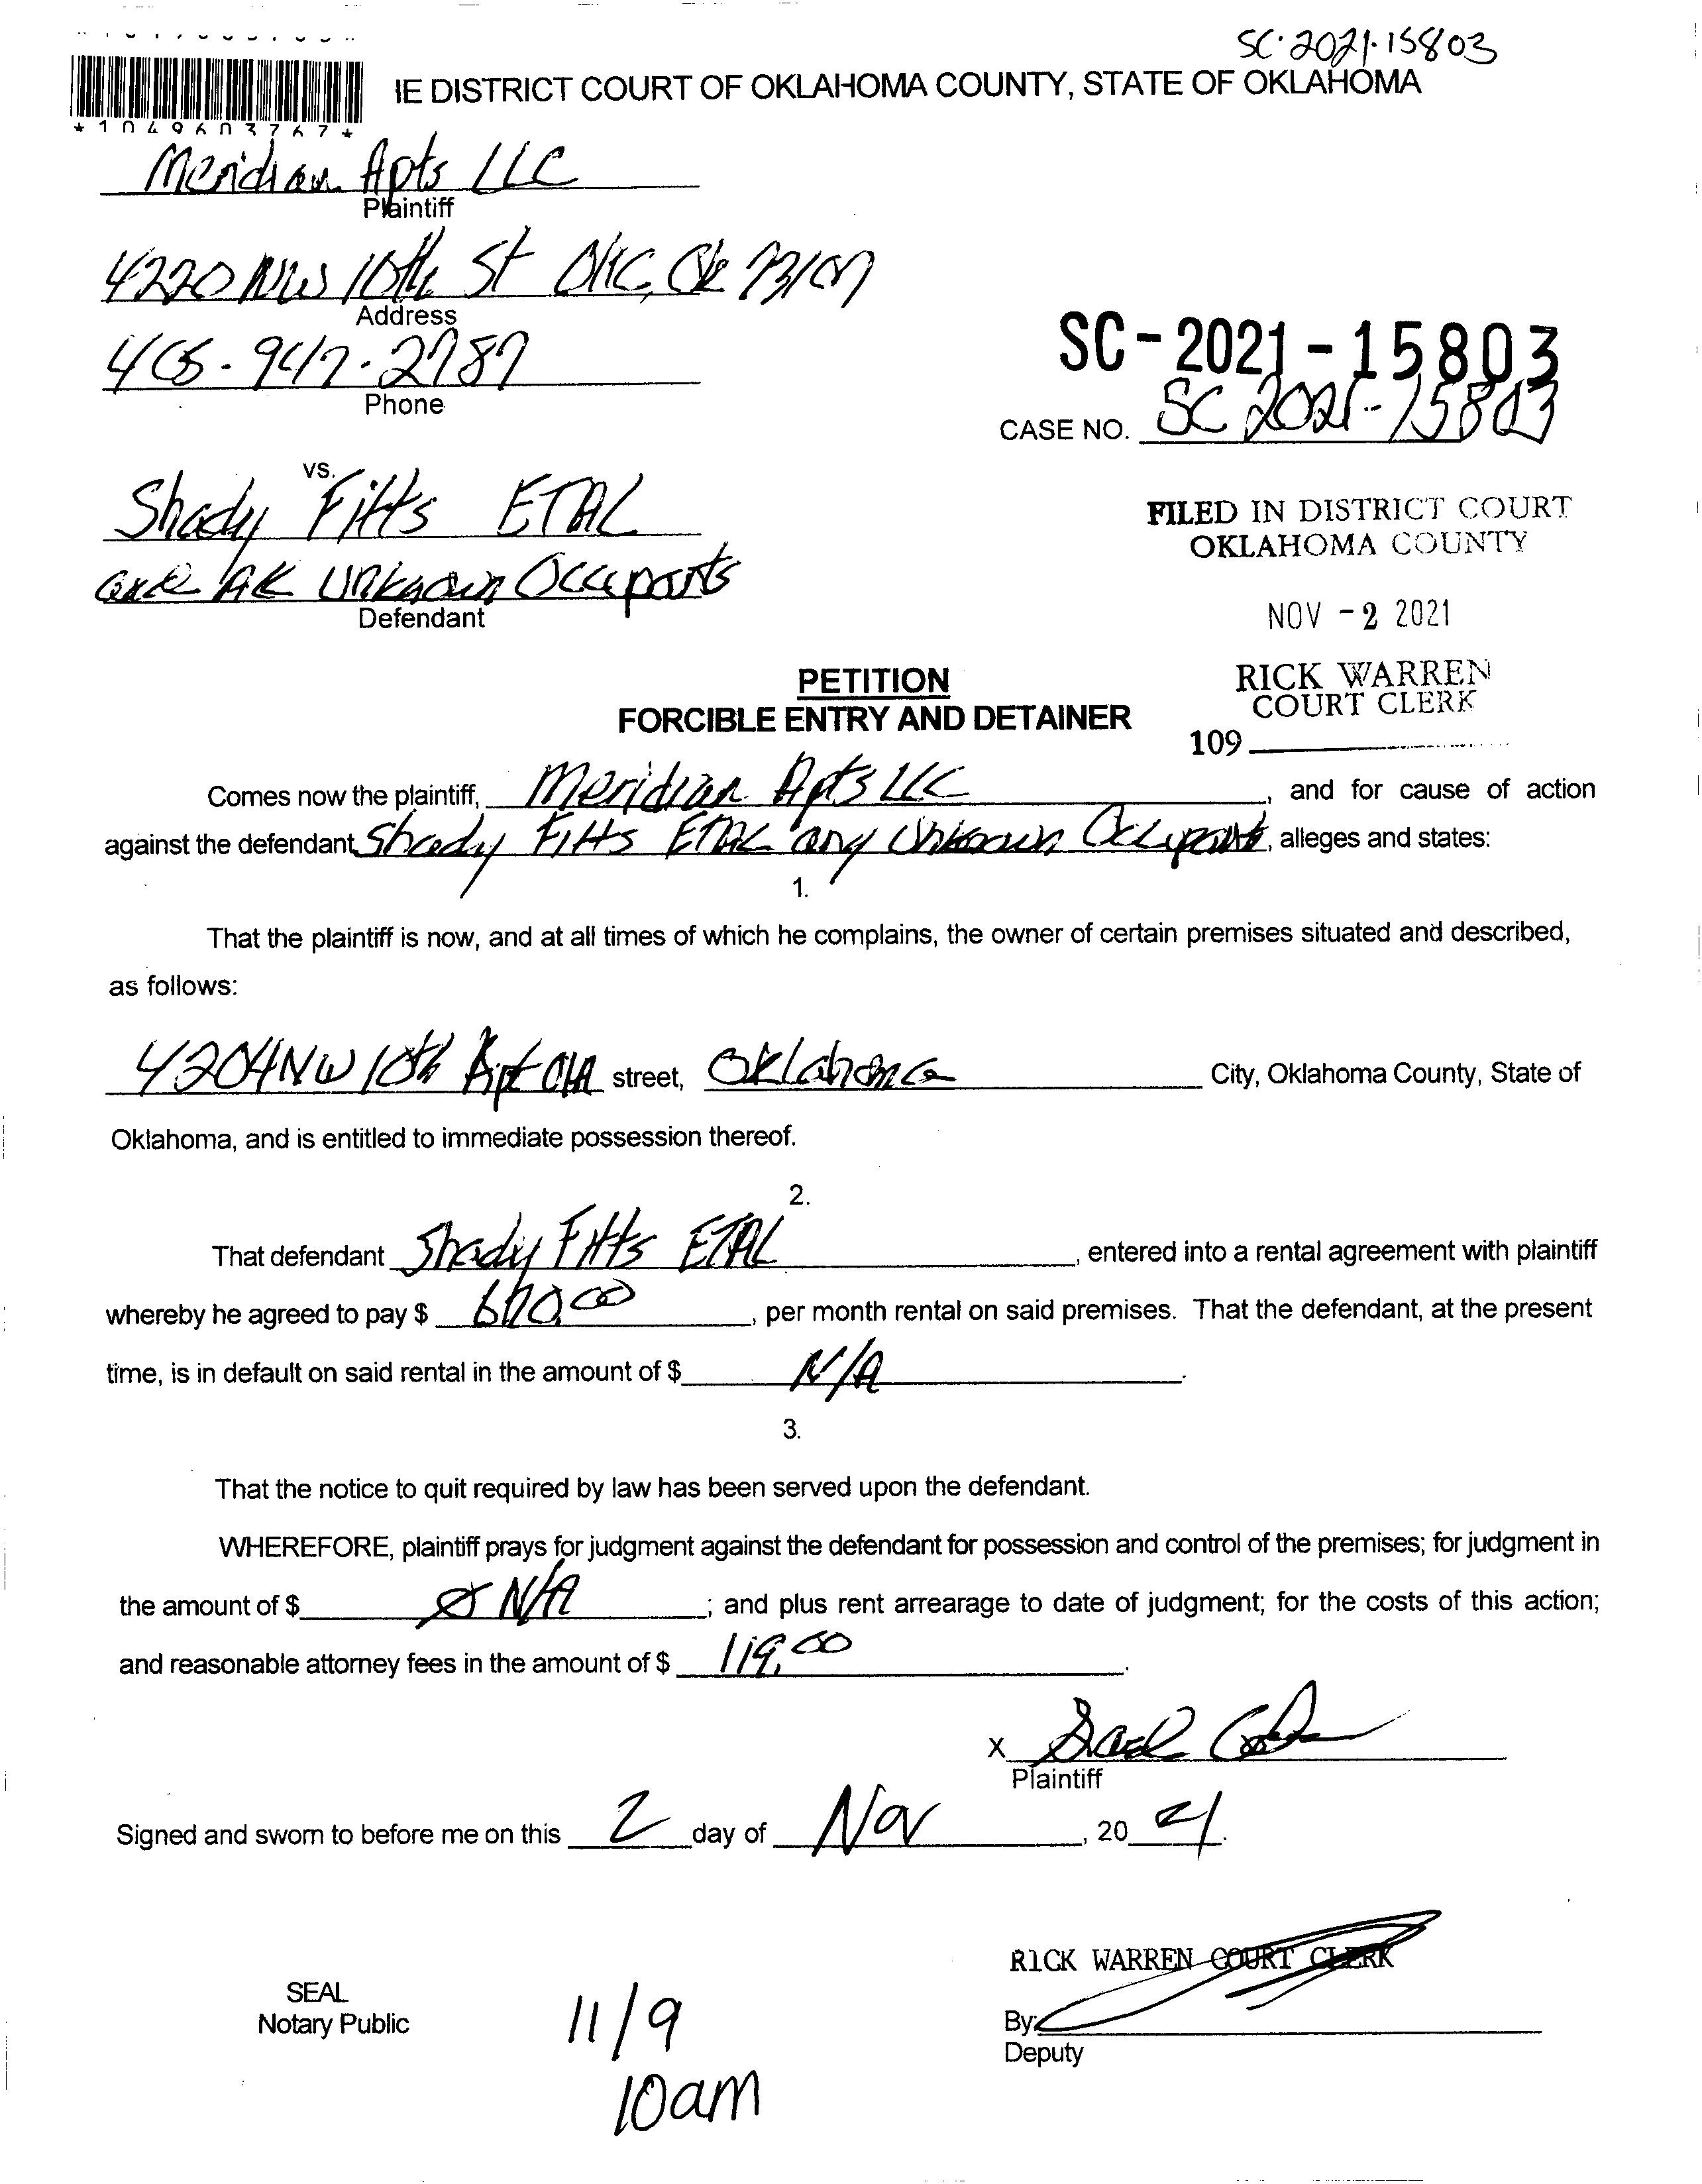 SC-2021-15803
IE DISTRICT COURT OF OKLAHOMA COUNTY, STATE OF OKLAHOMA
*1049603767*
Meridian Apts LLC
Plaintiff
4220 NW 10th St OKC, Ok 73107
Address
405-947-2787
Phone
SC-2021-15803
CASE NO. SC 2021-15803
vs.
Shady Fitts ETAL
and All Unknown Occupants
Defendant
FILED IN DISTRICT COURT
OKLAHOMA COUNTY
NOV -2 2021
RICK WARREN
COURT CLERK
109
PETITION
FORCIBLE ENTRY AND DETAINER
Comes now the plaintiff, Meridian Apts LLC, and for cause of action
against the defendant Shady Fitts ETAL any Unknown Occupant, alleges and states:
1.
That the plaintiff is now, and at all times of which he complains, the owner of certain premises situated and described,
as follows:
4204 NW 10th Apt street, Oklahoma City, Oklahoma County, State of
Oklahoma, and is entitled to immediate possession thereof.
2.
That defendant Shady Fitts ETAL, entered into a rental agreement with plaintiff
whereby he agreed to pay $ , per month rental on said premises. That the defendant, at the present
time, is in default on said rental in the amount of $ N/A.
3.
That the notice to quit required by law has been served upon the defendant.
WHEREFORE, plaintiff prays for judgment against the defendant for possession and control of the premises; for judgment in
the amount of $ Ø N/A; and plus rent arrearage to date of judgment; for the costs of this action;
and reasonable attorney fees in the amount of $ 119.00.
X
Plaintiff
Signed and sworn to before me on this 2 day of Nov, 2021.
RICK WARREN COURT CLERK
SEAL
Notary Public
11/9
10am
By:
Deputy